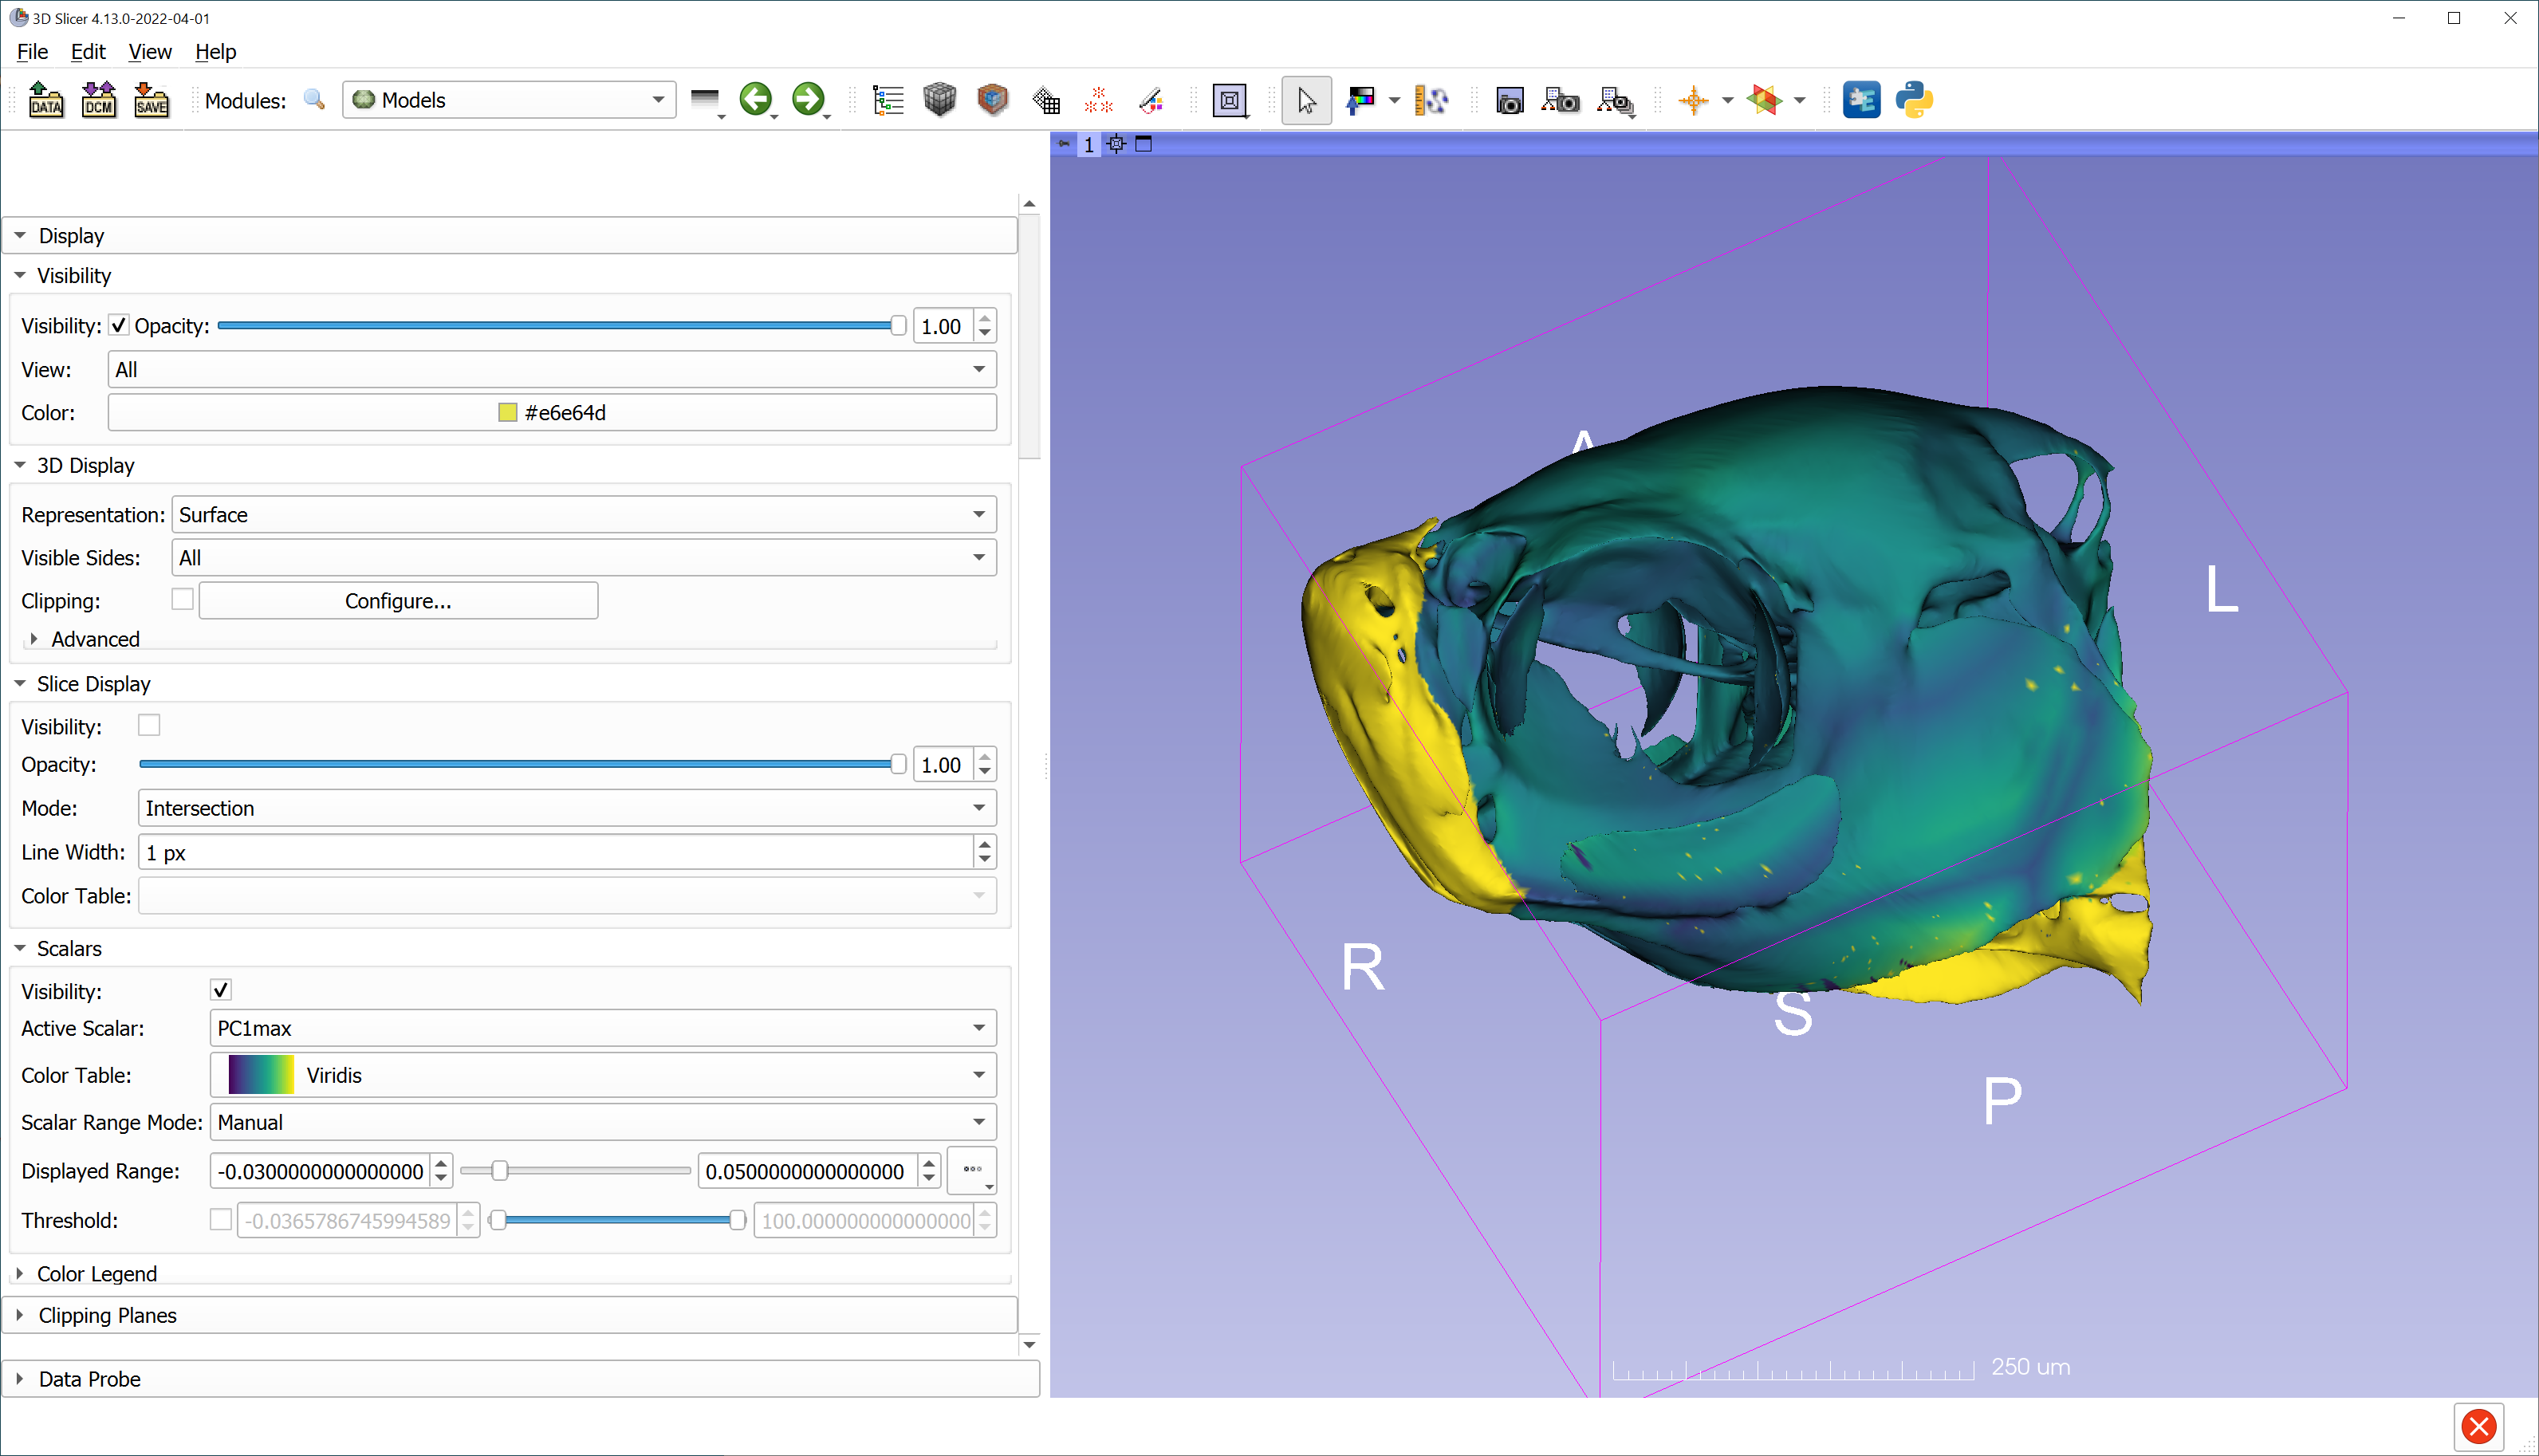 3D Slicer 4.13.0-2022-04-01
File Edit View Help
DATA DCM SAVE Modules: Models
1
Display
Visibility
Visibility: Opacity: 1.00
View: All
Color: #e6e64d
3D Display
Representation: Surface
Visible Sides: All
Clipping: Configure...
Advanced
Slice Display
Visibility:
Opacity: 1.00
Mode: Intersection
Line Width: 1 px
Color Table:
Scalars
Visibility:
Active Scalar: PC1max
Color Table: Viridis
Scalar Range Mode: Manual
Displayed Range: -0.0300000000000000 0.0500000000000000
Threshold: -0.0365786745994589 100.000000000000000
Color Legend
Clipping Planes
Data Probe
A
L
R
S
P
250 um